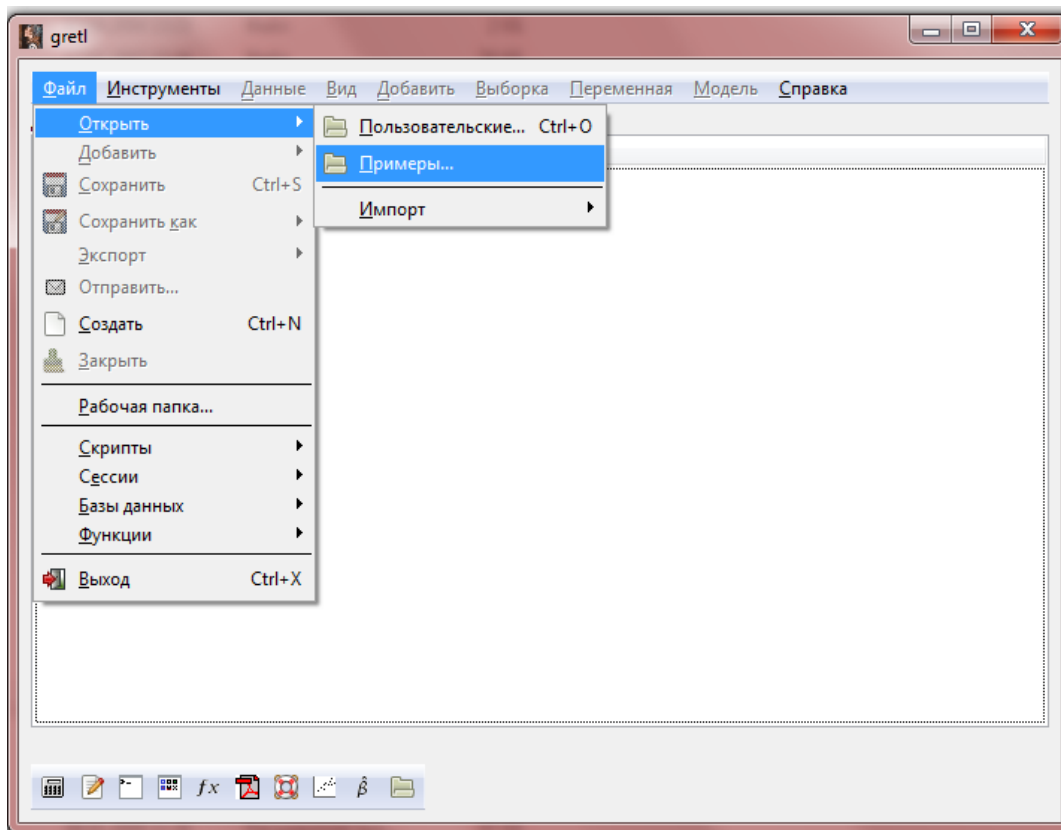 gretl
Файл Инструменты Данные Вид Добавить Выборка Переменная Модель Справка
Открыть
Добавить
Сохранить Ctrl+S
Сохранить как
Экспорт
Отправить...
Создать Ctrl+N
Закрыть
Рабочая папка...
Скрипты
Сессии
Базы данных
Функции
Выход Ctrl+X
Пользовательские... Ctrl+O
Примеры...
Импорт
fx
β̂